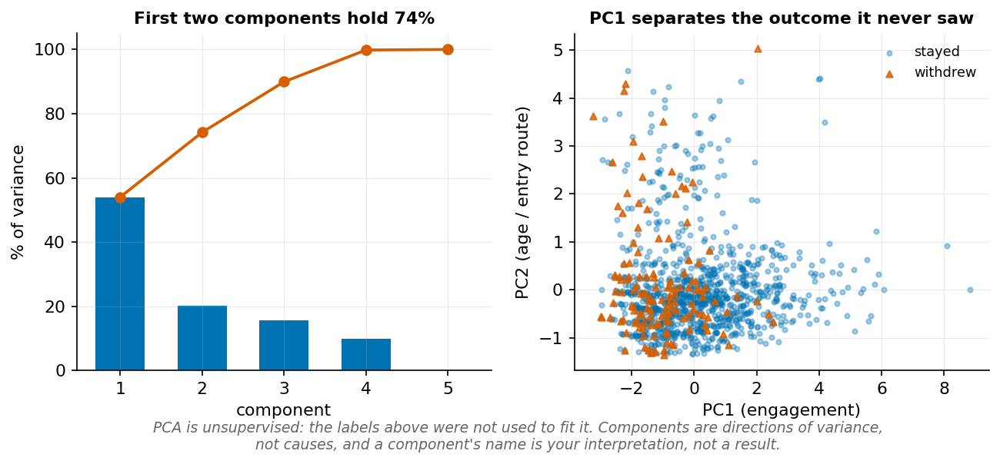 First two components hold 74%
100
80
60
40
20
0
% of variance
1 2 3 4 5
component
PC1 separates the outcome it never saw
stayed
withdrew
5
4
3
2
1
0
−1
PC2 (age / entry route)
−2 0 2 4 6 8
PC1 (engagement)
PCA is unsupervised: the labels above were not used to fit it. Components are directions of variance,
not causes, and a component's name is your interpretation, not a result.